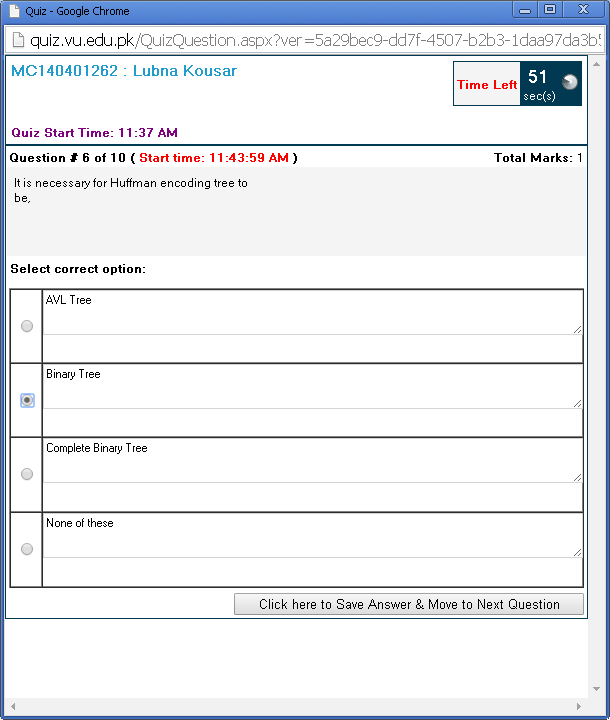 Quiz - Google Chrome
quiz.vu.edu.pk/QuizQuestion.aspx?ver=5a29bec9-dd7f-4507-b2b3-1daa97da3b5
MC140401262 : Lubna Kousar
Time Left 51 sec(s)
Quiz Start Time: 11:37 AM
Question # 6 of 10 ( Start time: 11:43:59 AM ) Total Marks: 1
It is necessary for Huffman encoding tree to
be,
Select correct option:
AVL Tree
Binary Tree
Complete Binary Tree
None of these
Click here to Save Answer & Move to Next Question